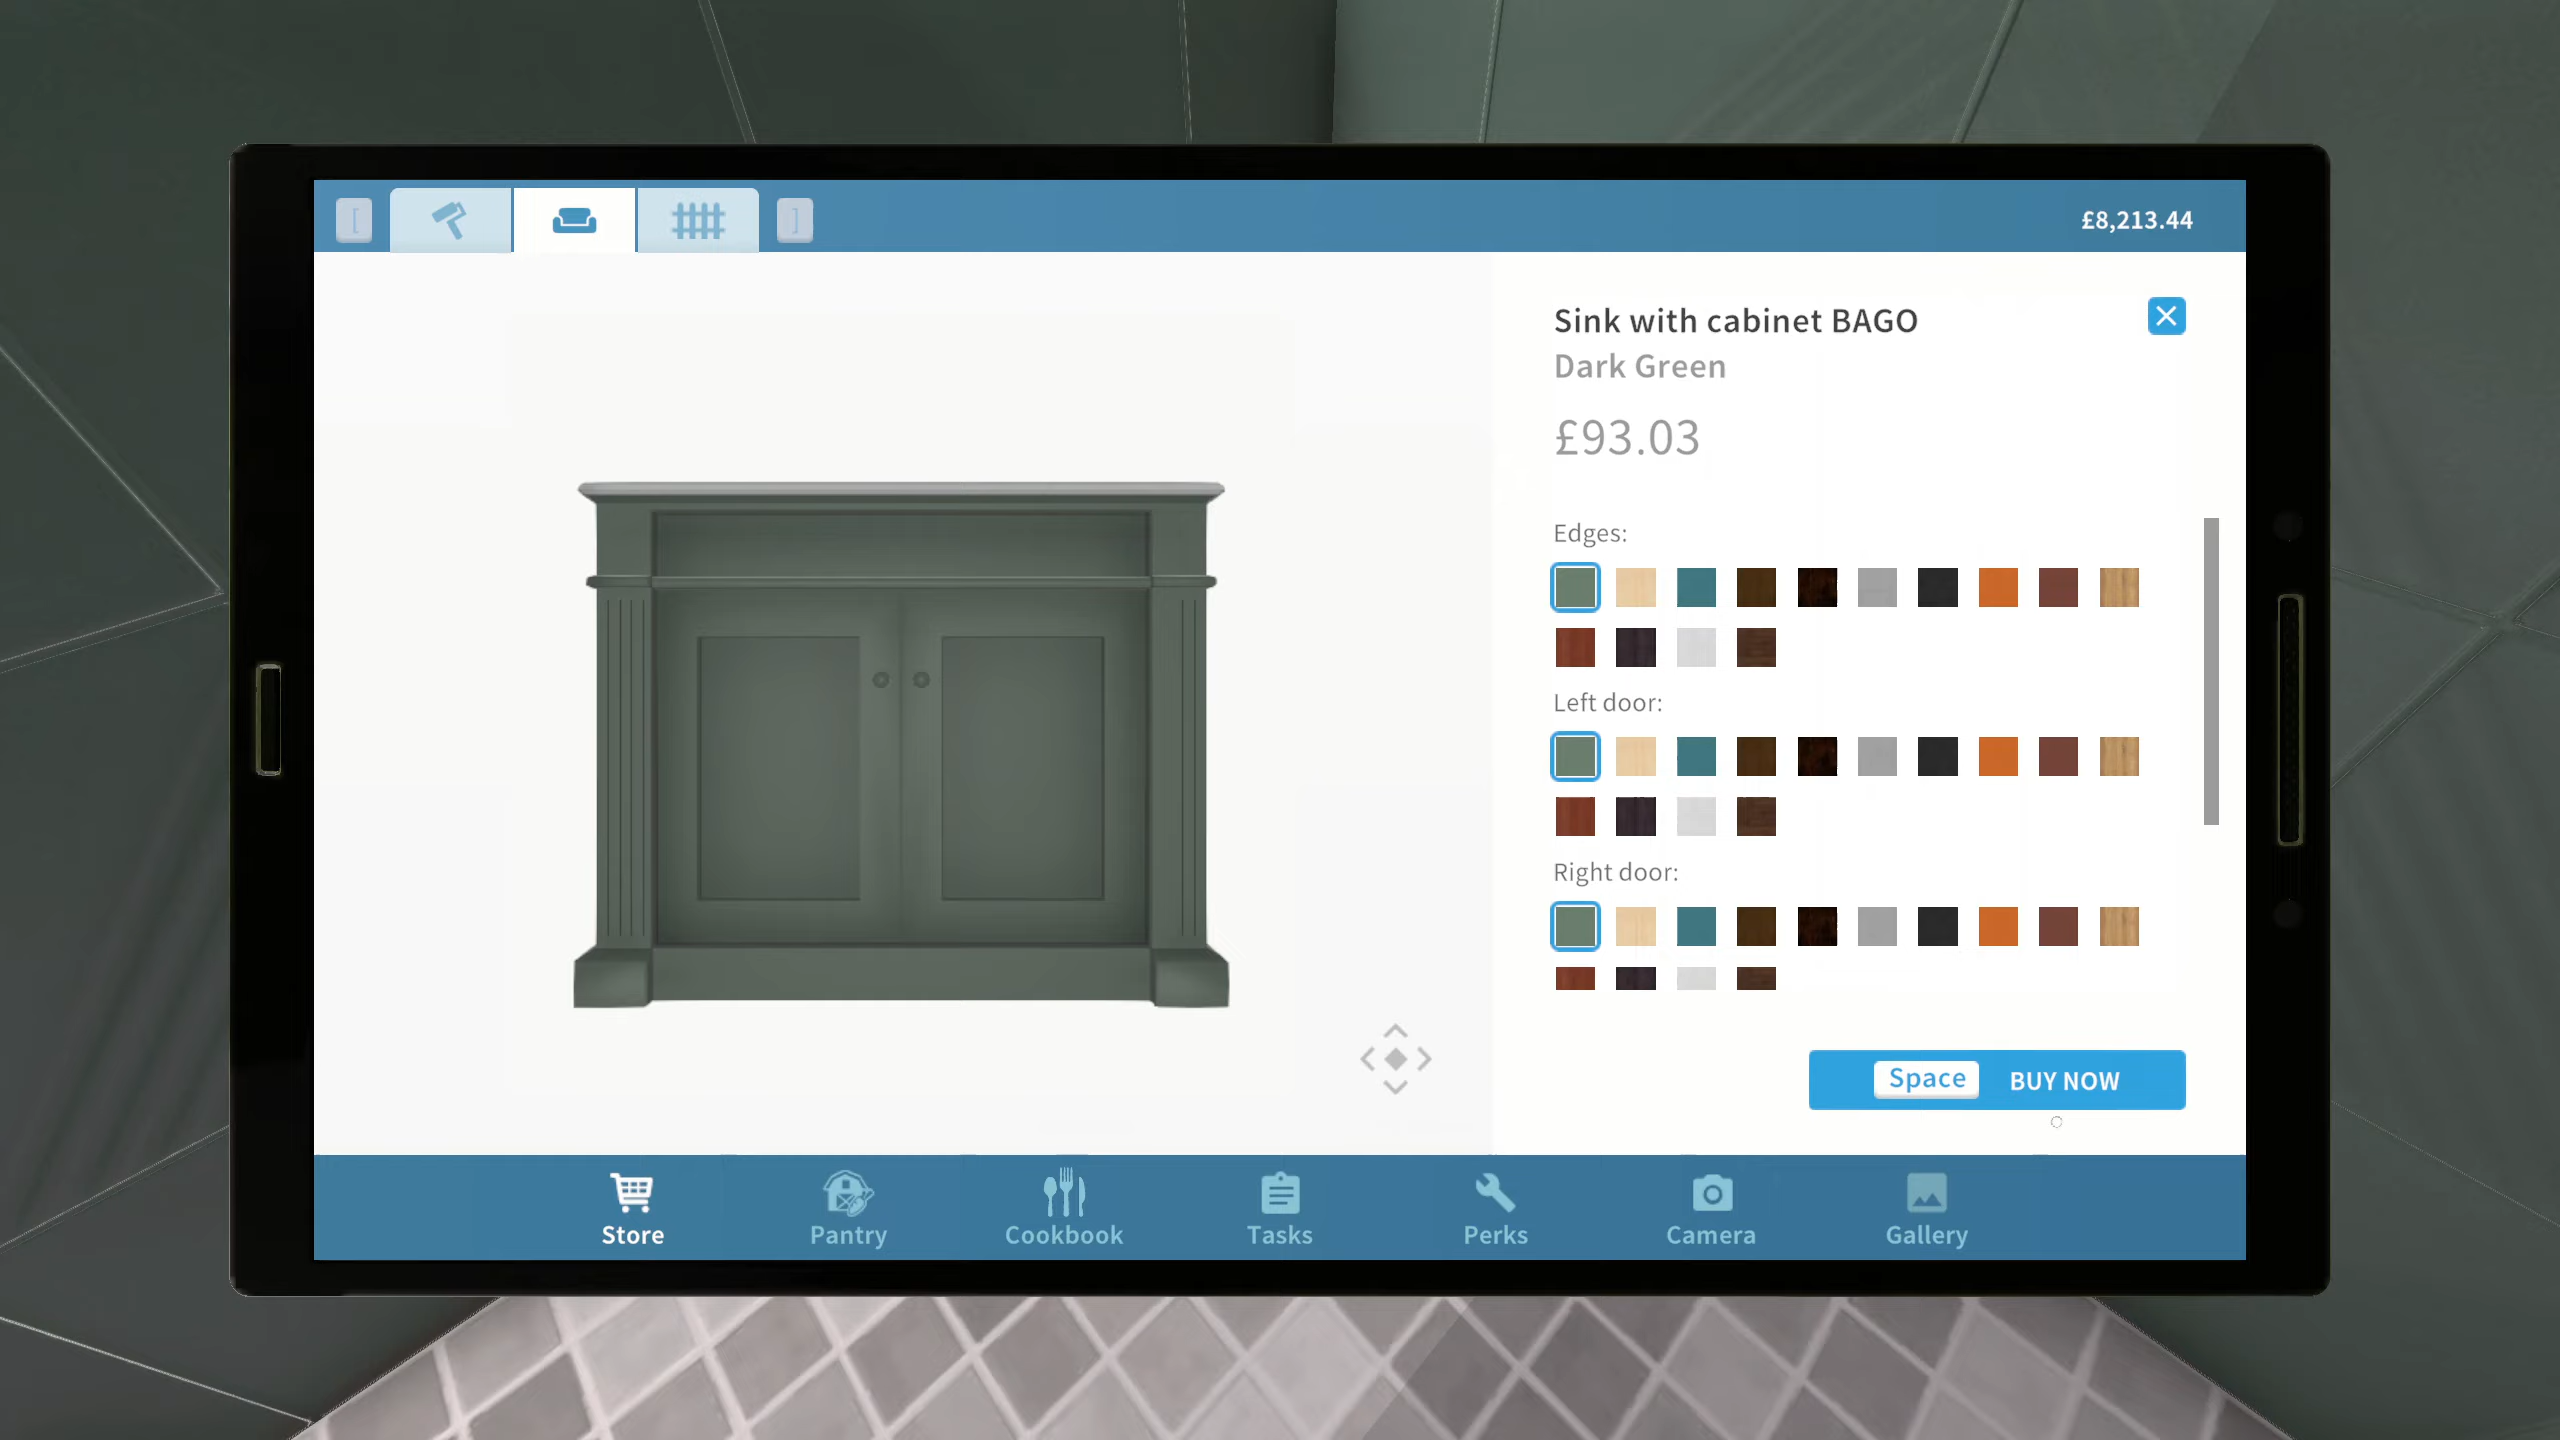 [
]
£8,213.44
Sink with cabinet BAGO
Dark Green
£93.03
Edges:
Left door:
Right door:
Space BUY NOW
Store Pantry Cookbook Tasks Perks Camera Gallery